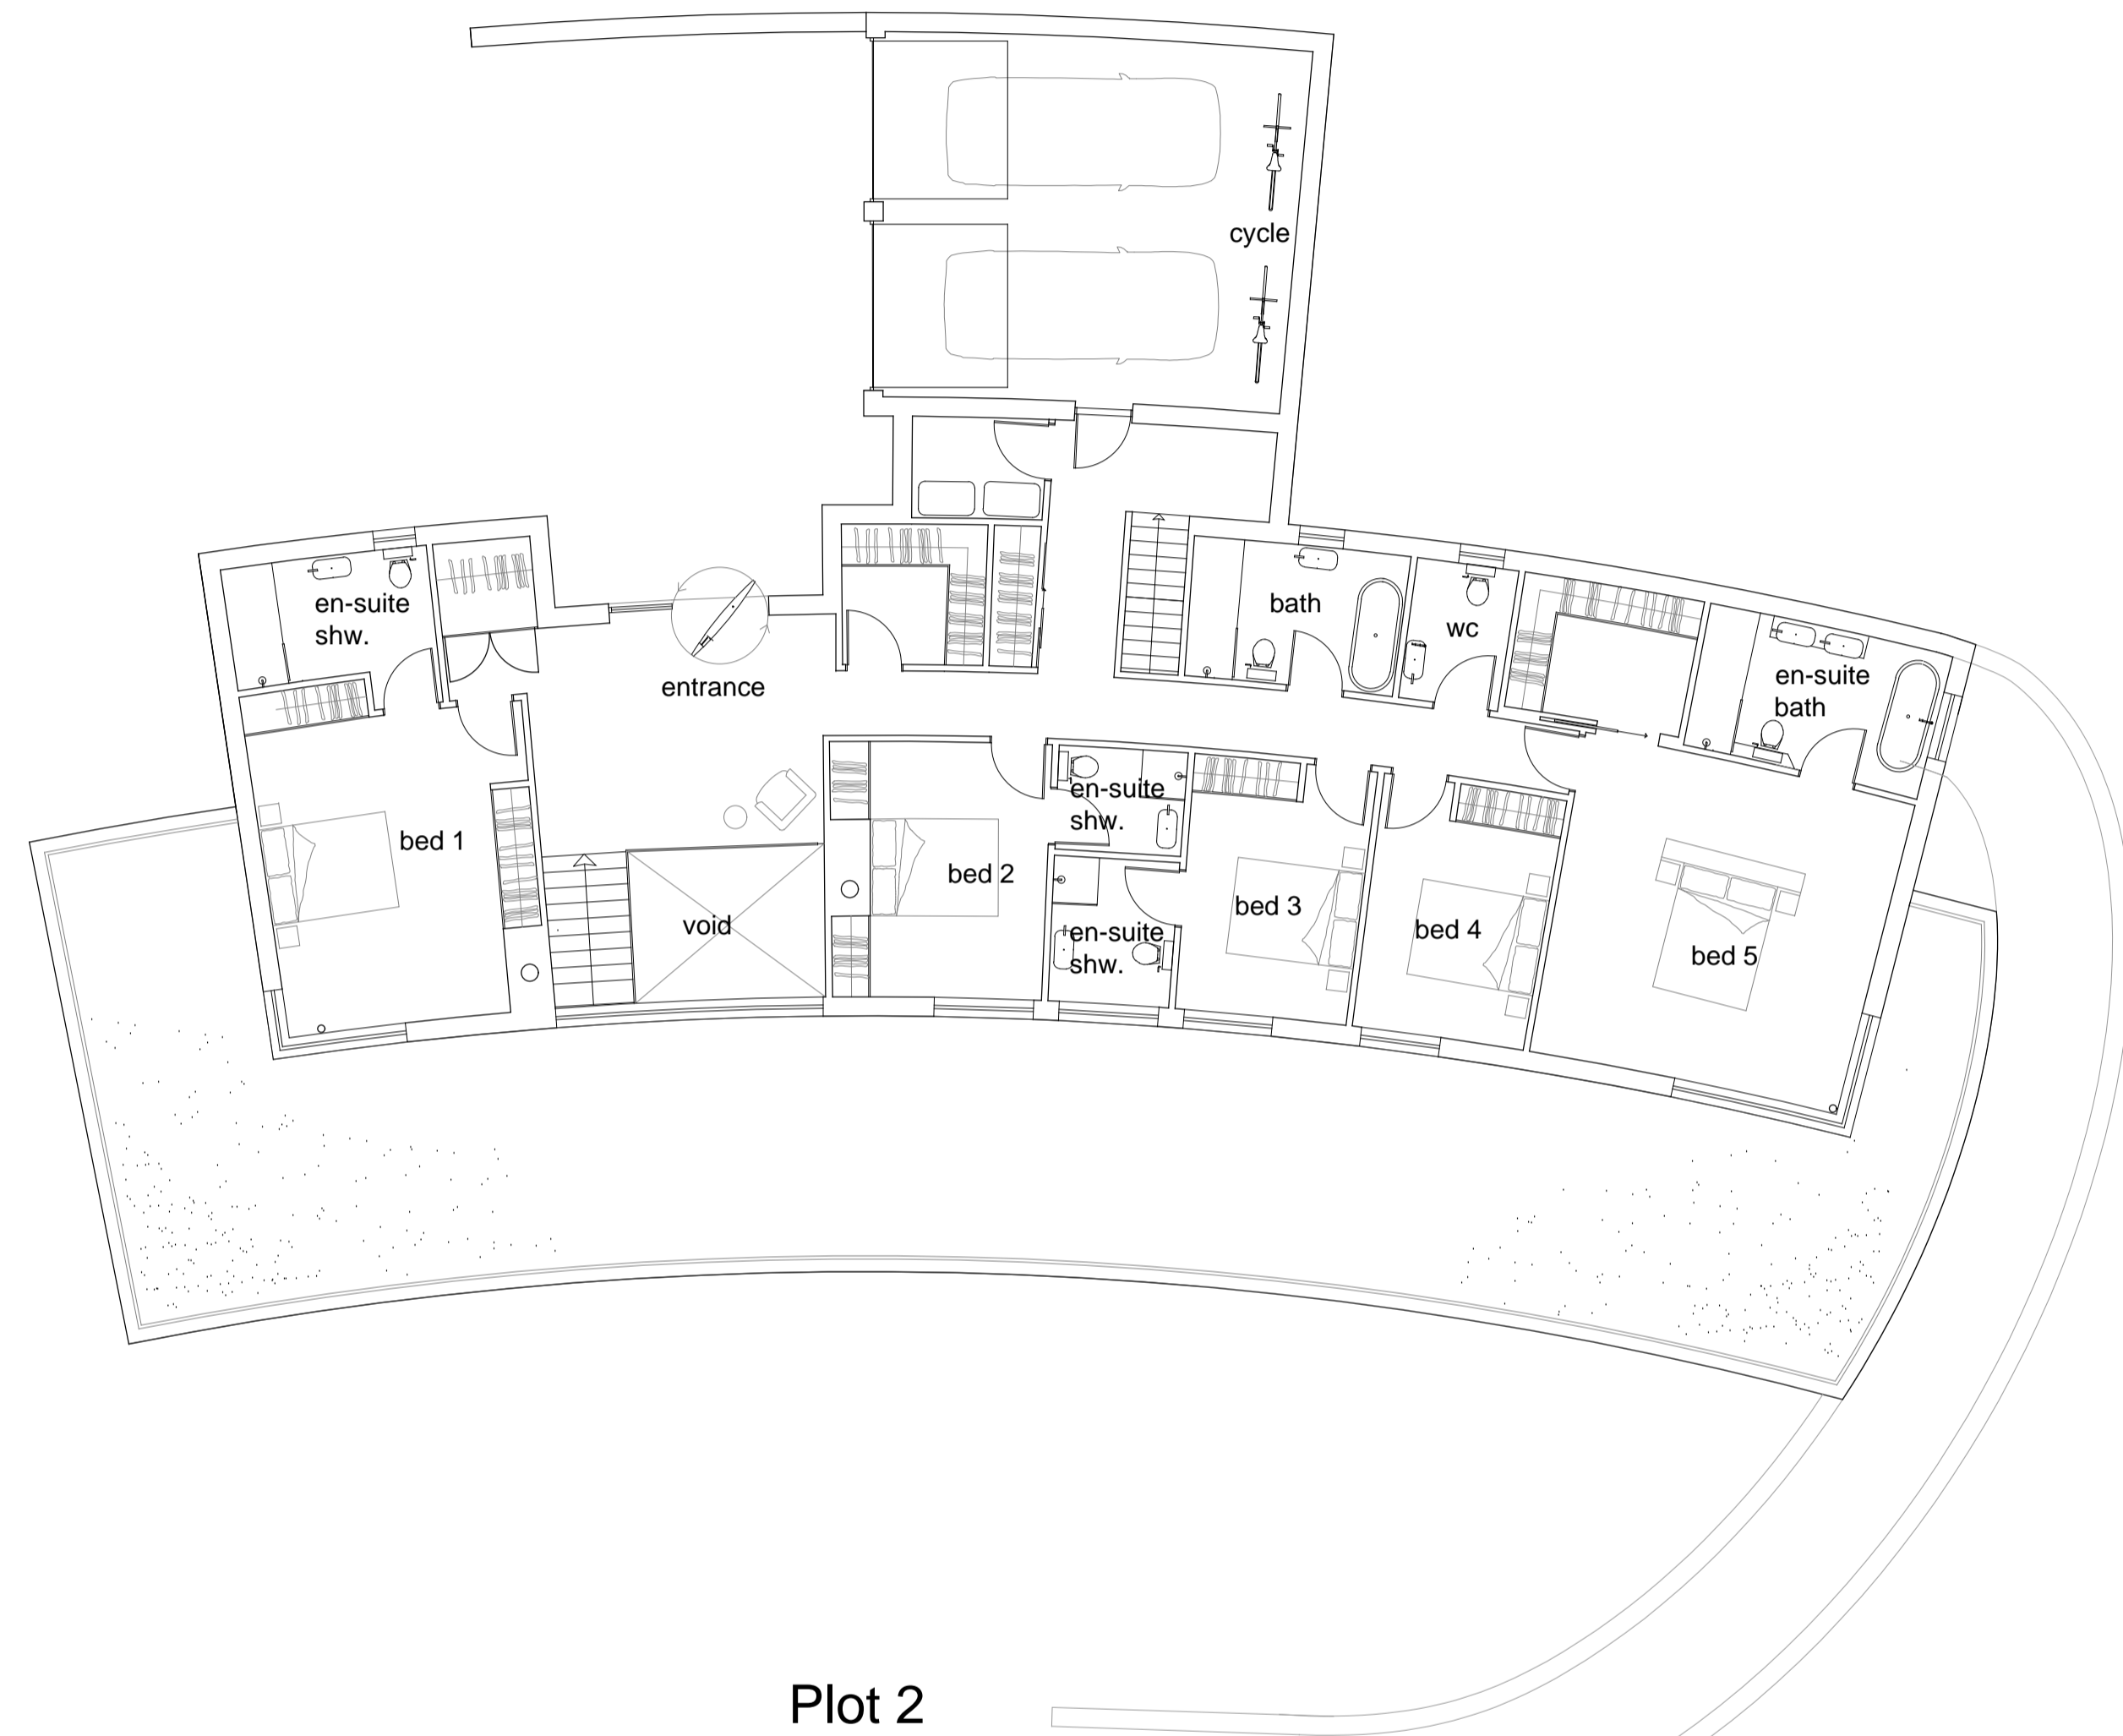 cycle
en-suite
shw.
bath
wc
en-suite
bath
entrance
bed 1
en-suite
shw.
bed 2
void
en-suite
shw.
bed 3
bed 4
bed 5
Plot 2